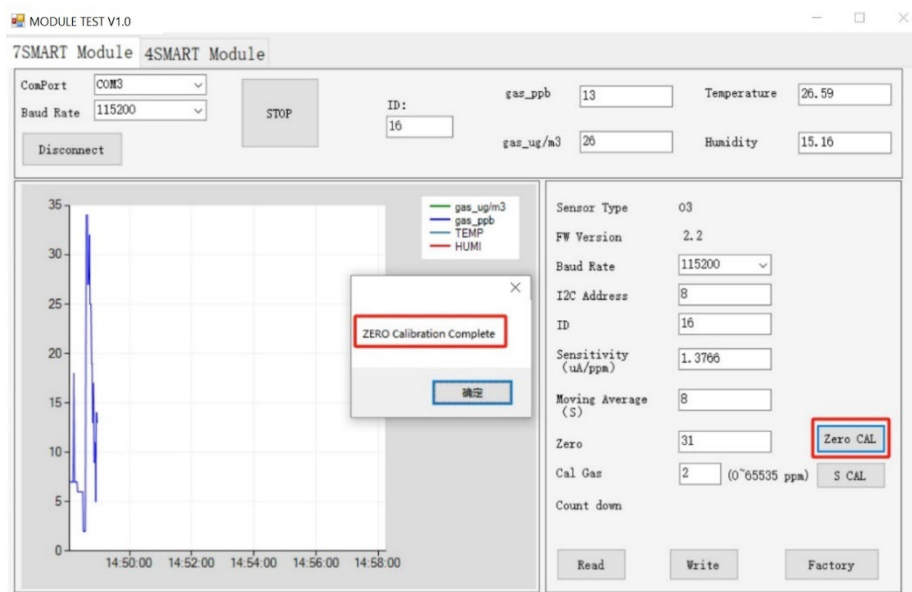 MODULE TEST V1.0
7SMART Module 4SMART Module
ComPort COM3
Baud Rate 115200
Disconnect
STOP
ID:
16
gas_ppb 13
gas_ug/m3 26
Temperature 26.59
Humidity 15.16
35
30
25
20
15
10
5
0
14:50:00 14:52:00 14:54:00 14:56:00 14:58:00
gas_ug/m3
gas_ppb
TEMP
HUMI
ZERO Calibration Complete
确定
Sensor Type O3
FW Version 2.2
Baud Rate 115200
I2C Address 8
ID 16
Sensitivity (uA/ppm) 1.3766
Moving Average (S) 8
Zero 31 Zero CAL
Cal Gas 2 (0~65535 ppm) S CAL
Count down
Read Write Factory